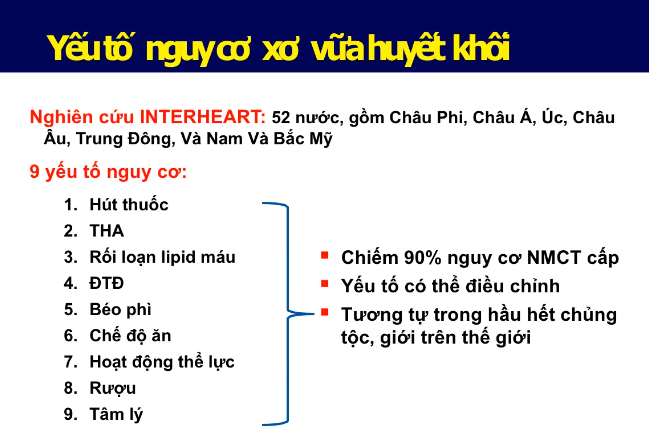 Yếu tố nguy cơ xơ vữa huyết khối
Nghiên cứu INTERHEART: 52 nước, gồm Châu Phi, Châu Á, Úc, Châu
Âu, Trung Đông, Và Nam Và Bắc Mỹ
9 yếu tố nguy cơ:
1. Hút thuốc
2. THA
3. Rối loạn lipid máu
4. ĐTĐ
5. Béo phì
6. Chế độ ăn
7. Hoạt động thể lực
8. Rượu
9. Tâm lý
Chiếm 90% nguy cơ NMCT cấp
Yếu tố có thể điều chỉnh
Tương tự trong hầu hết chủng
tộc, giới trên thế giới